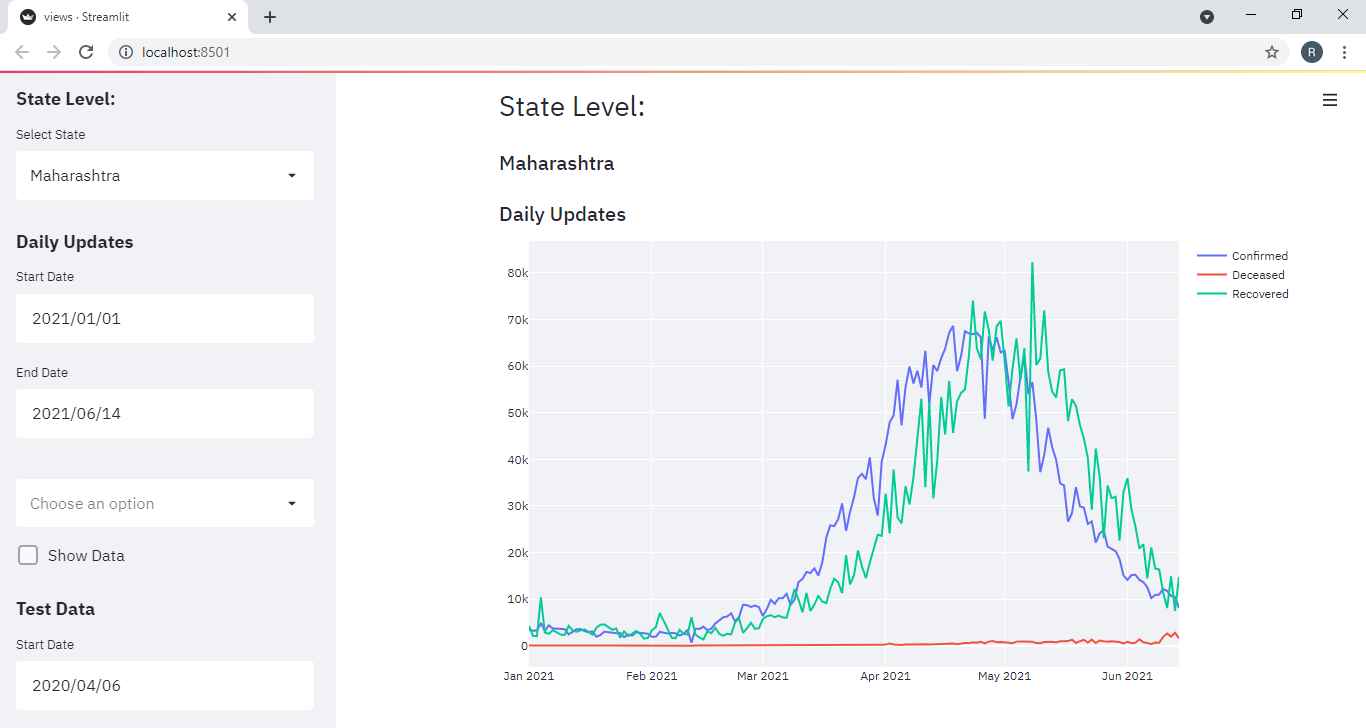 views · Streamlit
localhost:8501
R
State Level:
Select State
Maharashtra
Daily Updates
Start Date
2021/01/01
End Date
2021/06/14
Choose an option
Show Data
Test Data
Start Date
2020/04/06
State Level:
Maharashtra
Daily Updates
80k
70k
60k
50k
40k
30k
20k
10k
0
Jan 2021 Feb 2021 Mar 2021 Apr 2021 May 2021 Jun 2021
Confirmed
Deceased
Recovered